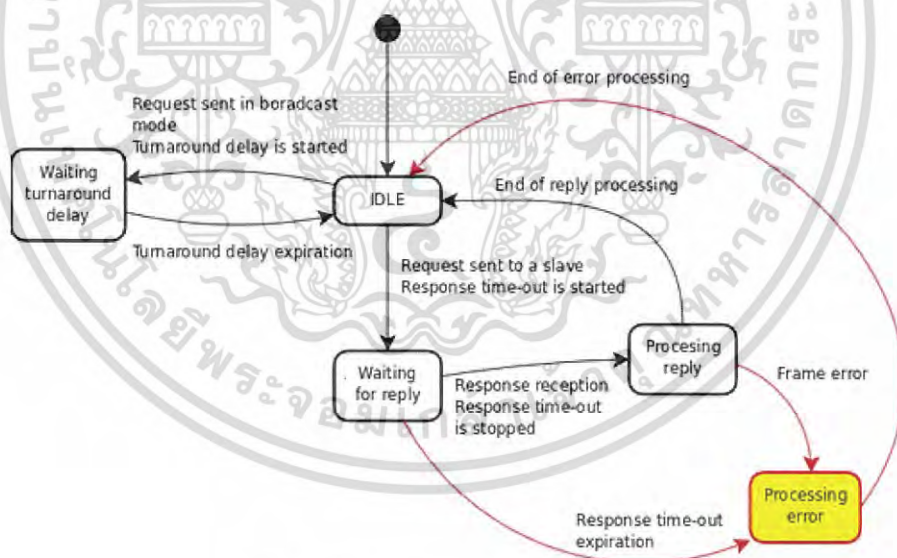 End of error processing
Request sent in boradcast
mode
Turnaround delay is started
Waiting
turnaround
delay
IDLE
End of reply processing
Turnaround delay expiration
Request sent to a slave
Response time-out is started
Waiting
for reply
Procesing
reply
Response reception
Response time-out
is stopped
Frame error
Processing
error
Response time-out
expiration